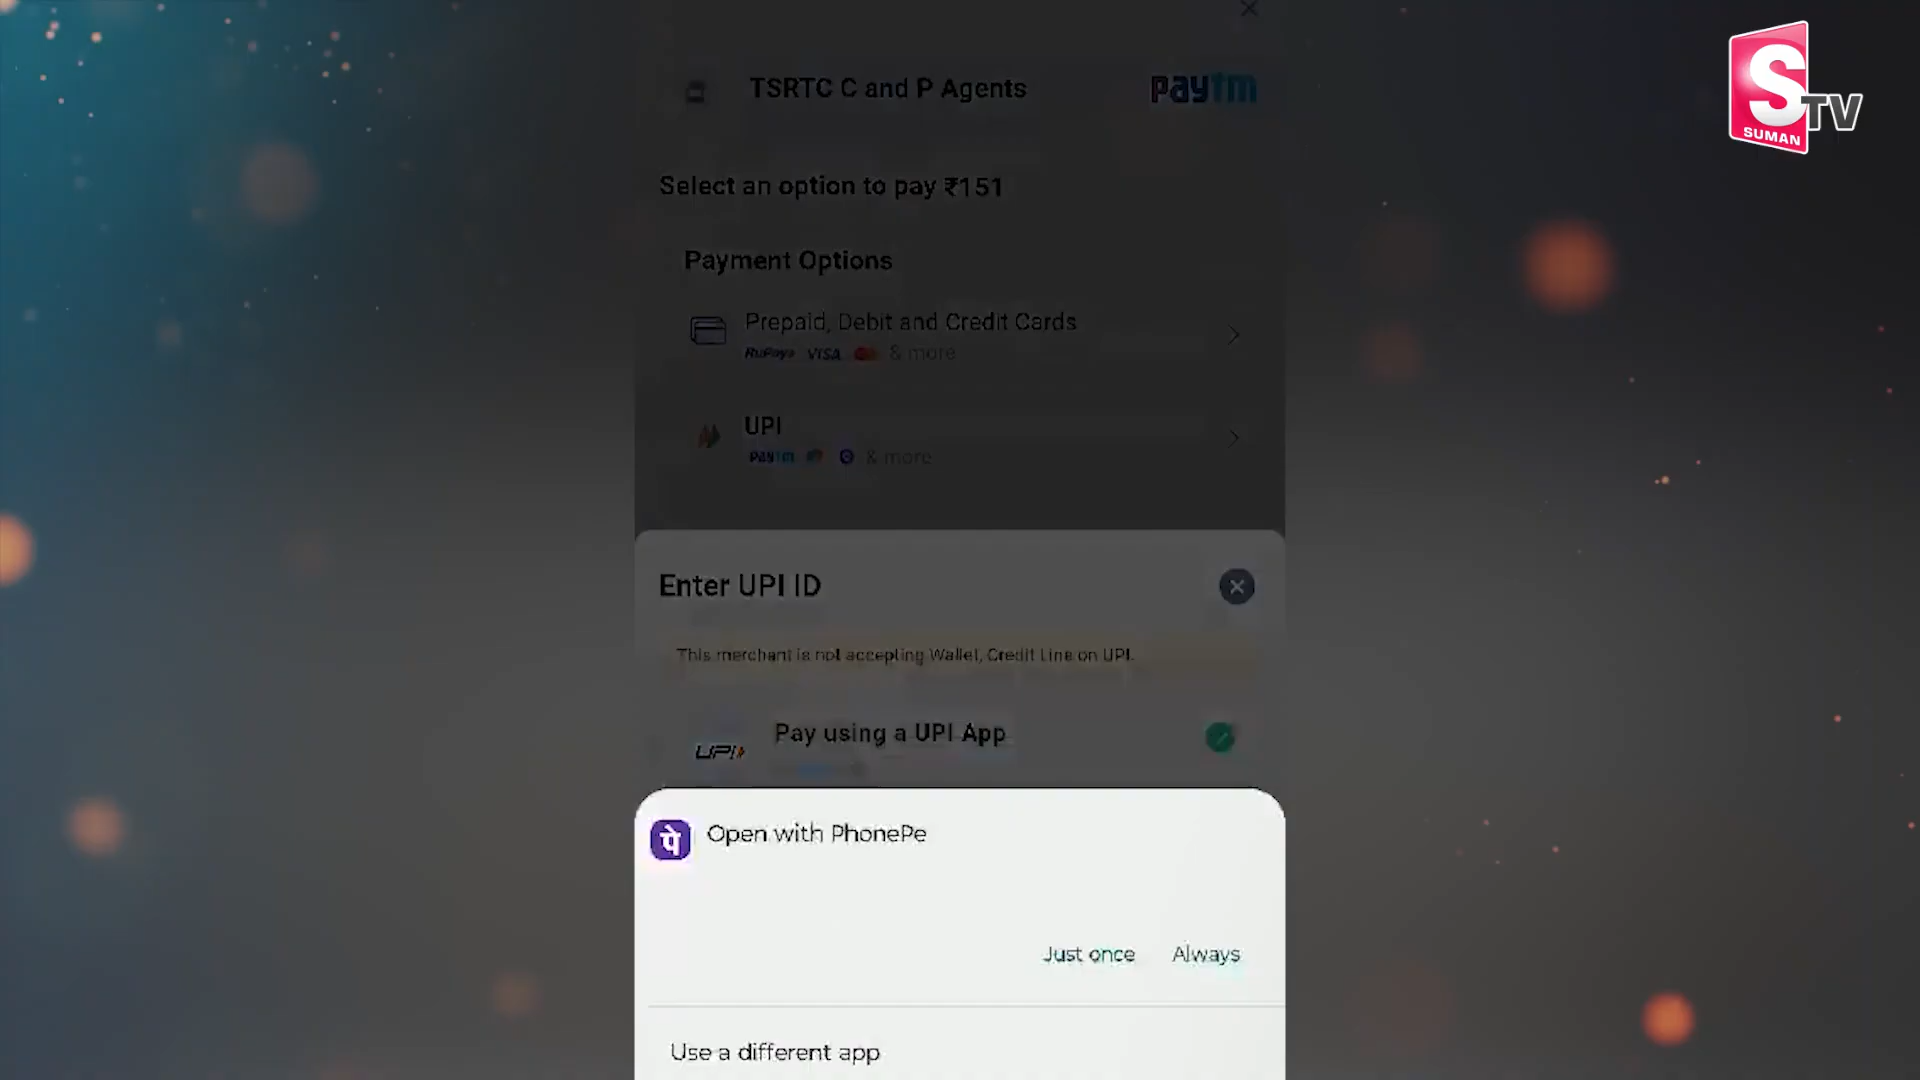 S
SUMAN
TV
TSRTC C and P Agents
paytm
Select an option to pay ₹151
Payment Options
Prepaid, Debit and Credit Cards
RuPay VISA & more
UPI
paytm & more
Enter UPI ID
This merchant is not accepting Wallet, Credit Line on UPI.
Pay using a UPI App
UPI
पे
Open with PhonePe
Just once
Always
Use a different app